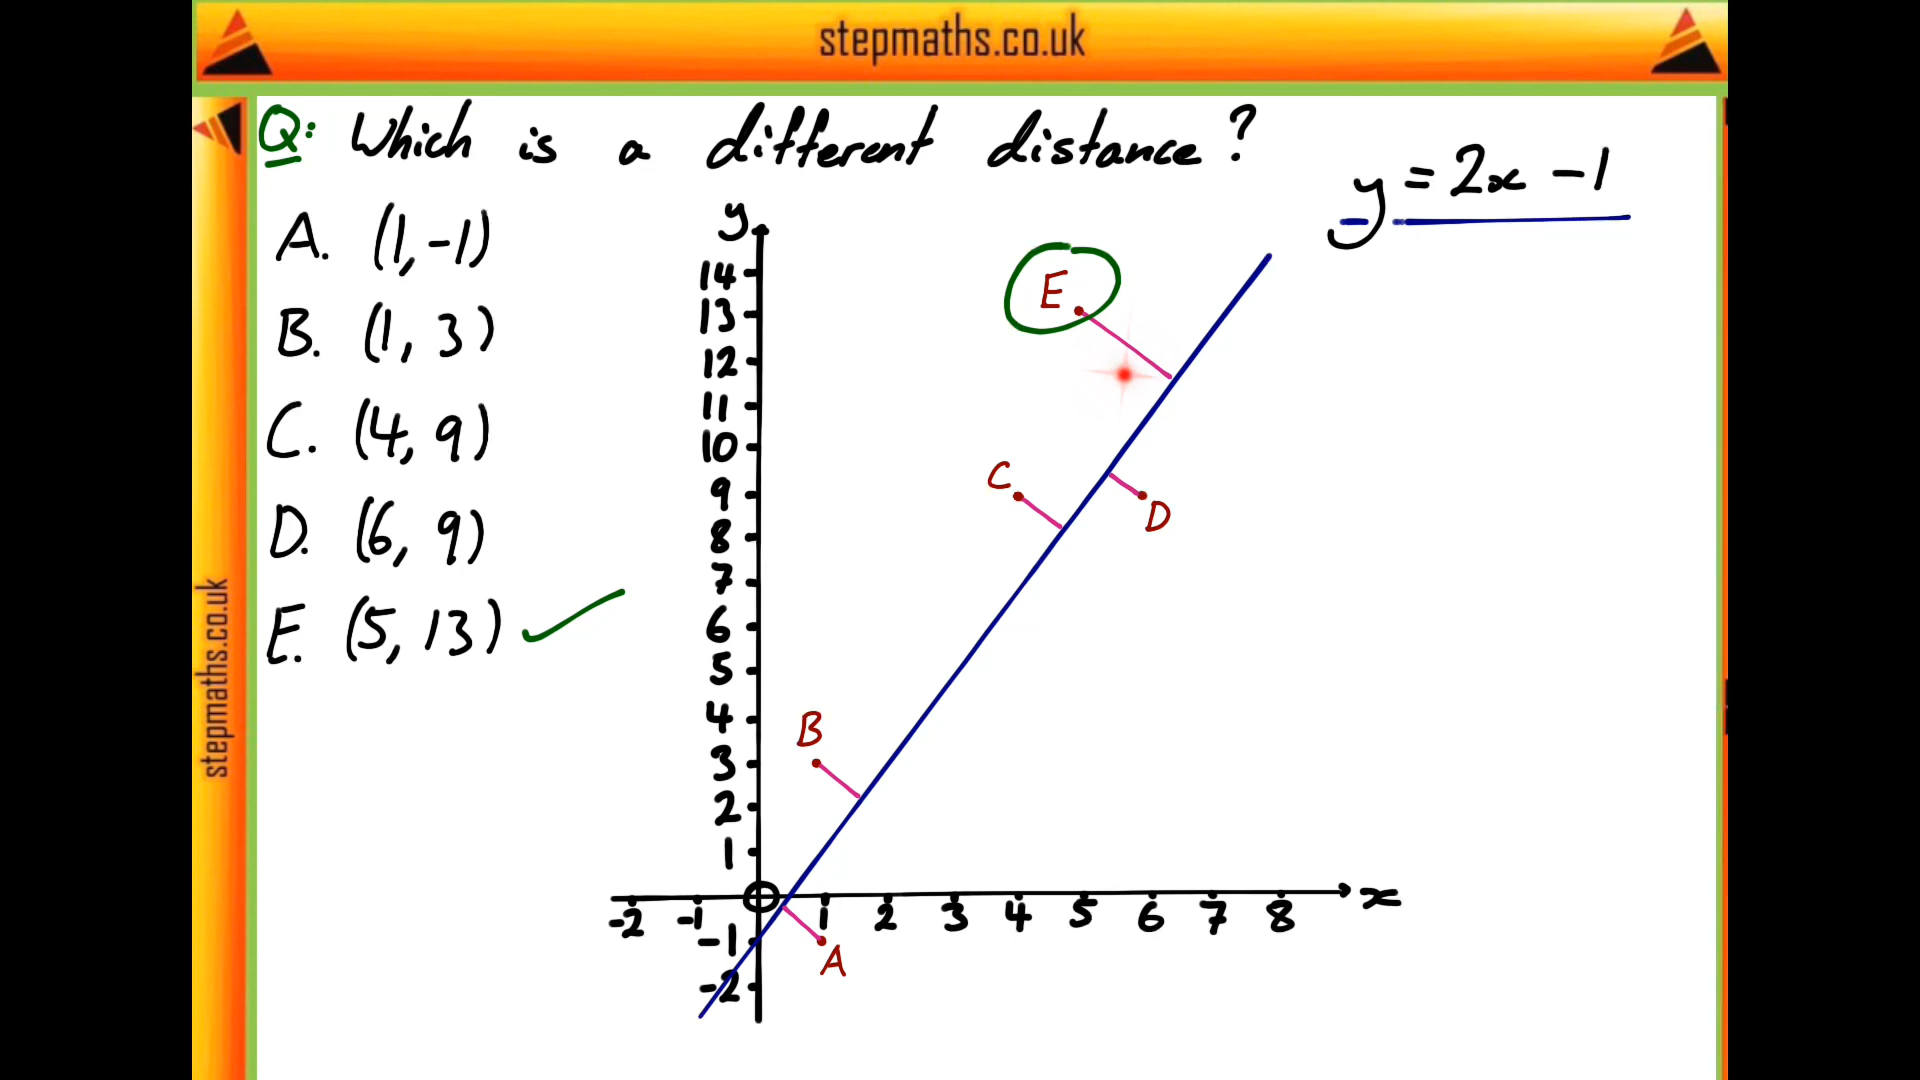 stepmaths.co.uk
Q: Which is a different distance?
y = 2x - 1
A. (1, -1)
B. (1, 3)
C. (4, 9)
D. (6, 9)
E. (5, 13)
stepmaths.co.uk
y
14
13
12
11
10
9
8
7
6
5
4
3
2
1
-2 -1 O 1 2 3 4 5 6 7 8 x
-1
-2
E
C
D
B
A